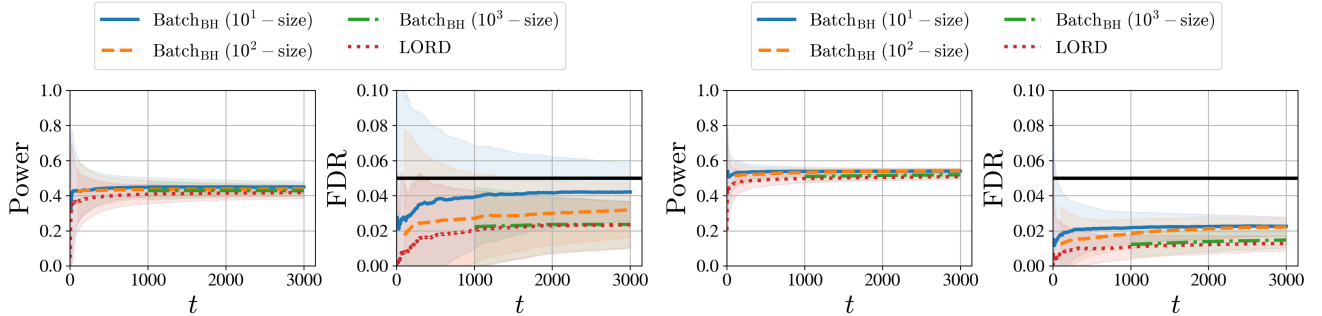 Batch_BH (10^1 − size)
Batch_BH (10^2 − size)
Batch_BH (10^3 − size)
LORD
Batch_BH (10^1 − size)
Batch_BH (10^2 − size)
Batch_BH (10^3 − size)
LORD
Power
1.0
0.8
0.6
0.4
0.2
0.0
0 1000 2000 3000
t
FDR
0.10
0.08
0.06
0.04
0.02
0.00
0 1000 2000 3000
t
Power
1.0
0.8
0.6
0.4
0.2
0.0
0 1000 2000 3000
t
FDR
0.10
0.08
0.06
0.04
0.02
0.00
0 1000 2000 3000
t